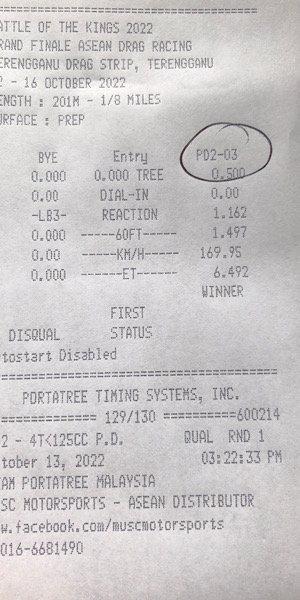 ATTLE OF THE KINGS 2022
RAND FINALE ASEAN DRAG RACING
ERENGGANU DRAG STRIP, TERENGGANU
- 16 OCTOBER 2022
ENGTH : 201M - 1/8 MILES
URFACE : PREP
BYE Entry PD2-03
0.000 0.000 TREE 0.500
0.00 DIAL-IN 0.00
-LB3- REACTION 1.162
0.000 -----60FT----- 1.497
0.00 -----KM/H----- 169.95
0.000 ------ET------ 6.492
WINNER
FIRST
DISQUAL STATUS
tostart Disabled
PORTATREE TIMING SYSTEMS, INC.
=========== 129/130 ==========600214
2 - 4T<125CC P.D. QUAL RND 1
tober 13, 2022 03:22:33 PM
AM PORTATREE MALAYSIA
SC MOTORSPORTS - ASEAN DISTRIBUTOR
w.facebook.com/muscmotorsports
016-6681490